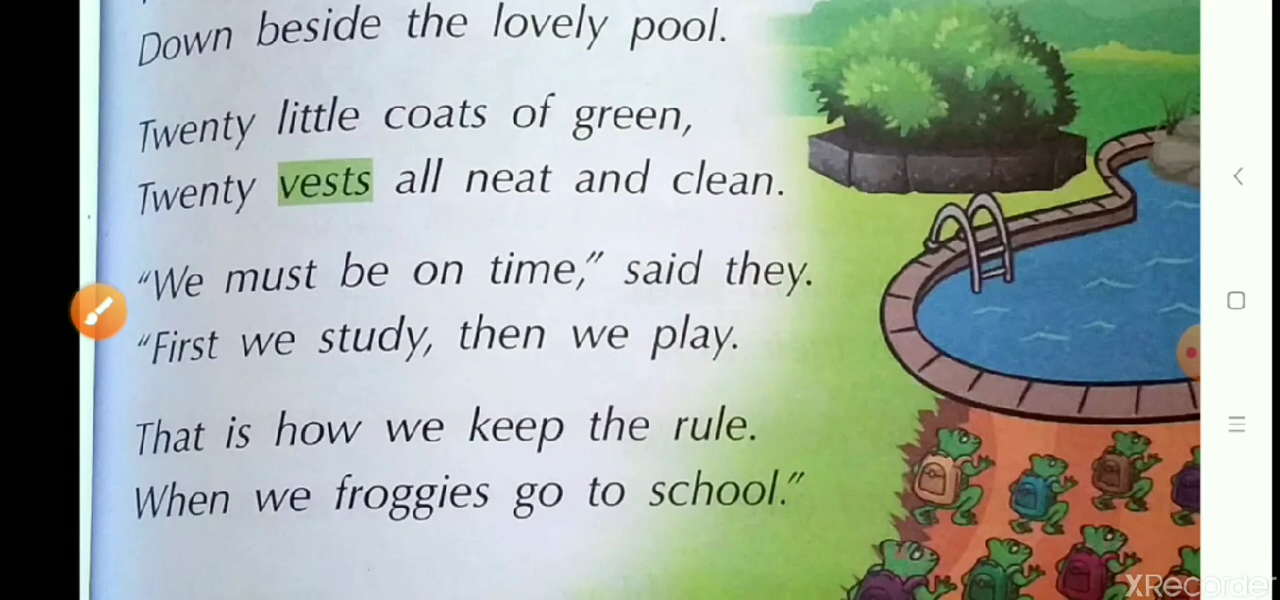 Down beside the lovely pool.
Twenty little coats of green,
Twenty vests all neat and clean.
“We must be on time,” said they.
“First we study, then we play.
That is how we keep the rule.
When we froggies go to school.”
XRecorder